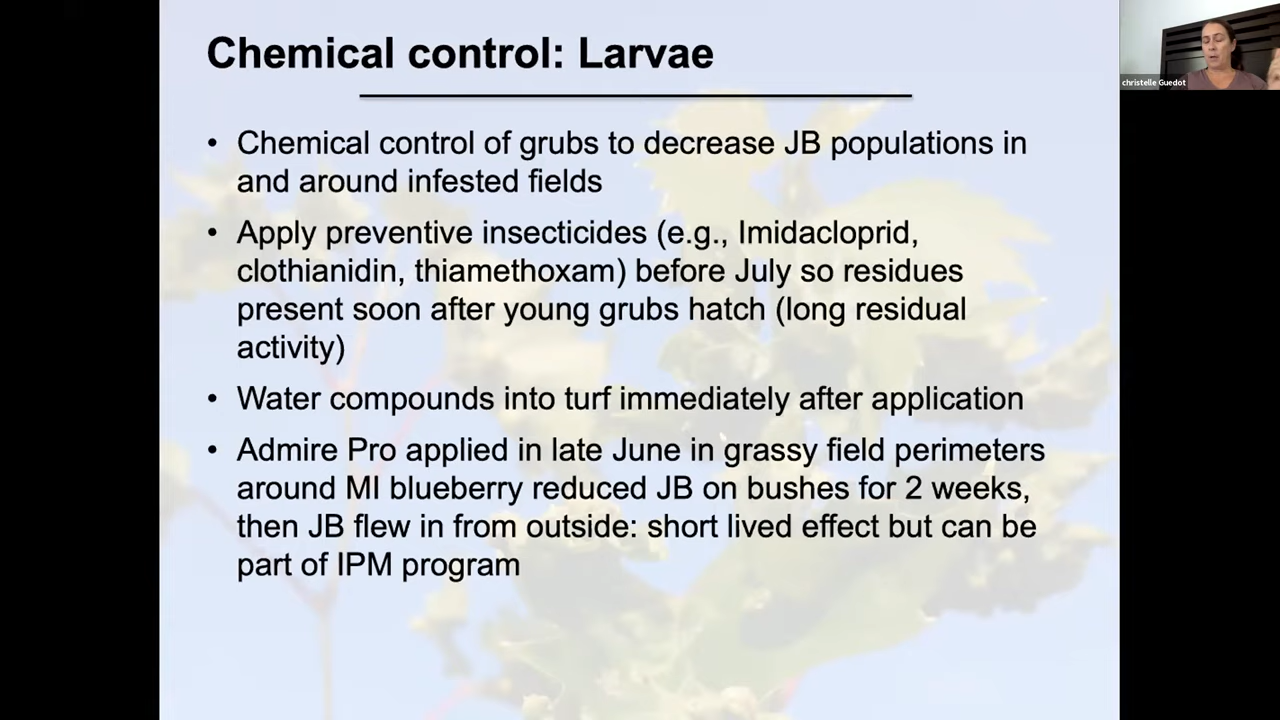 Chemical control: Larvae
christelle Guedot
• Chemical control of grubs to decrease JB populations in
and around infested fields
• Apply preventive insecticides (e.g., Imidacloprid,
clothianidin, thiamethoxam) before July so residues
present soon after young grubs hatch (long residual
activity)
• Water compounds into turf immediately after application
• Admire Pro applied in late June in grassy field perimeters
around MI blueberry reduced JB on bushes for 2 weeks,
then JB flew in from outside: short lived effect but can be
part of IPM program